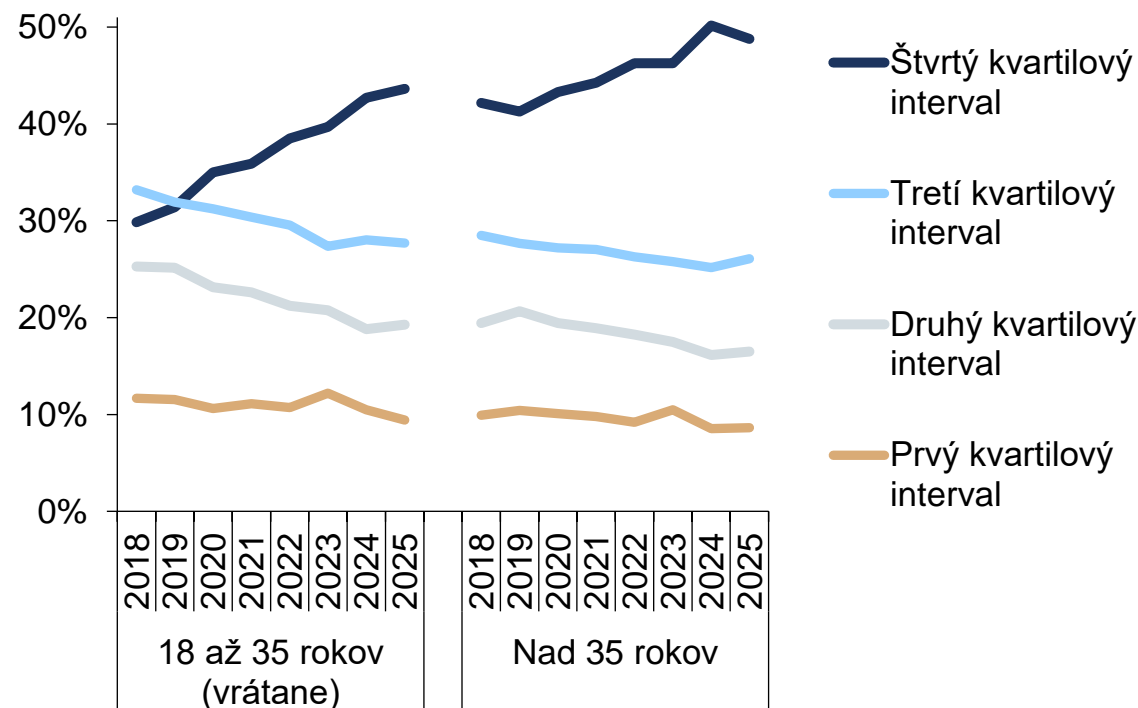 50%
40%
30%
20%
10%
0%
2018
2019
2020
2021
2022
2023
2024
2025
2018
2019
2020
2021
2022
2023
2024
2025
18 až 35 rokov
(vrátane)
Nad 35 rokov
Štvrtý kvartilový
interval
Tretí kvartilový
interval
Druhý kvartilový
interval
Prvý kvartilový
interval